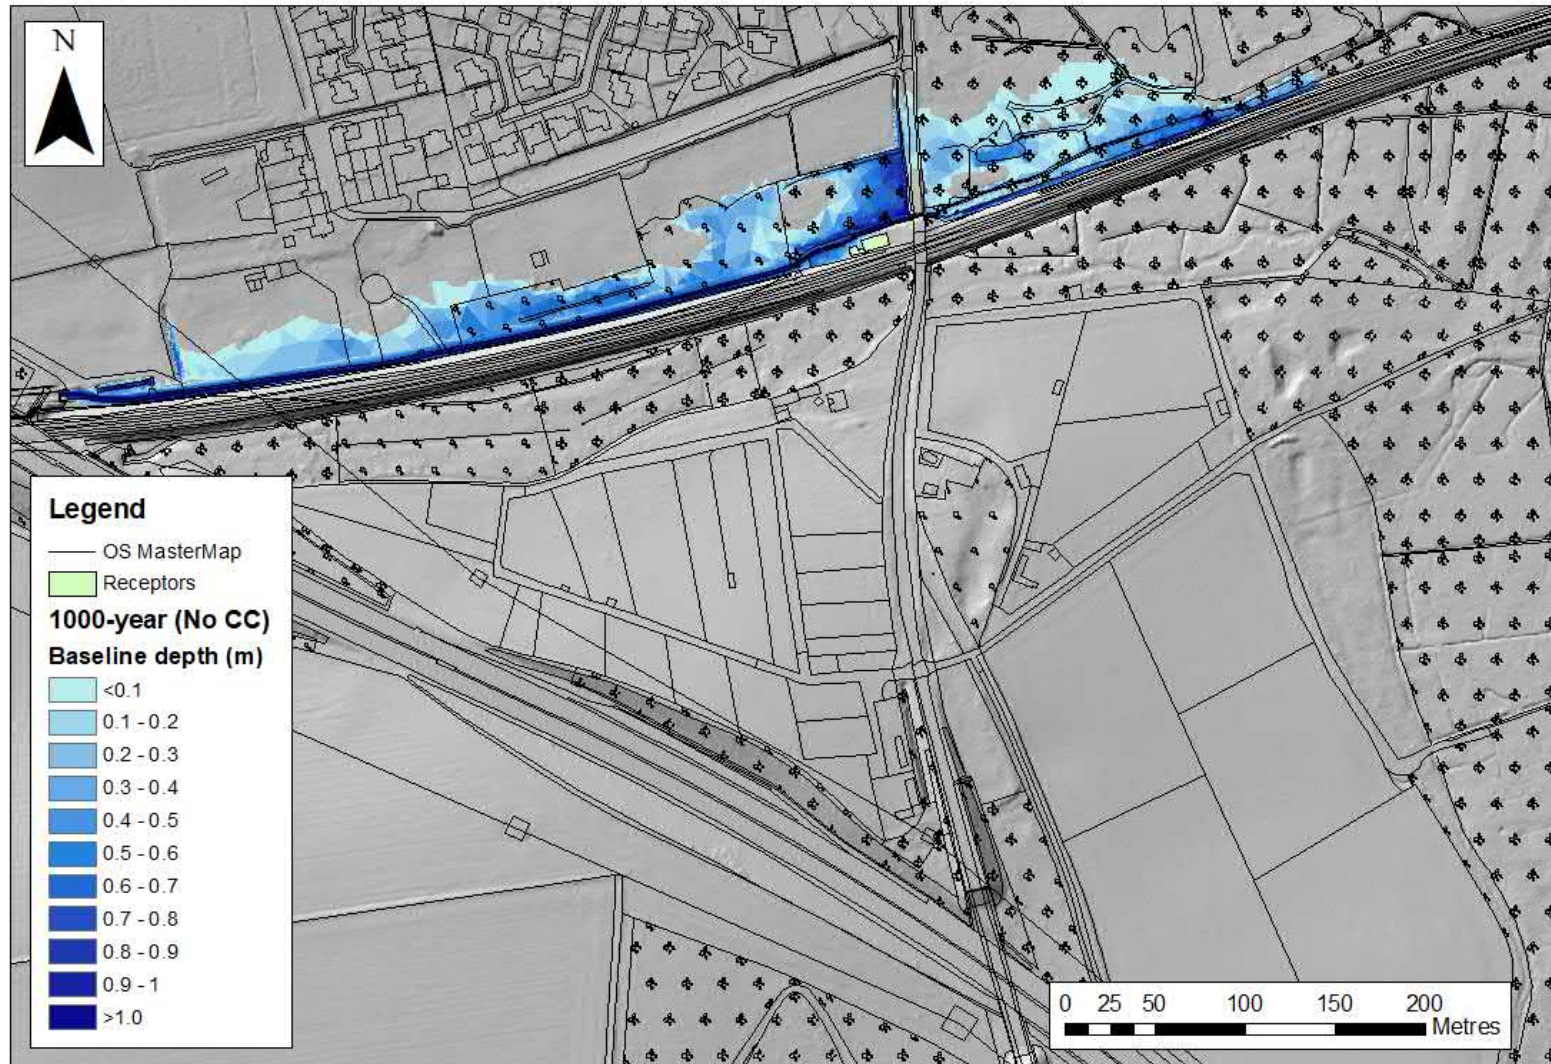 N
Legend
OS MasterMap
Receptors
1000-year (No CC)
Baseline depth (m)
<0.1
0.1 - 0.2
0.2 - 0.3
0.3 - 0.4
0.4 - 0.5
0.5 - 0.6
0.6 - 0.7
0.7 - 0.8
0.8 - 0.9
0.9 - 1
>1.0
0 25 50 100 150 200
Metres